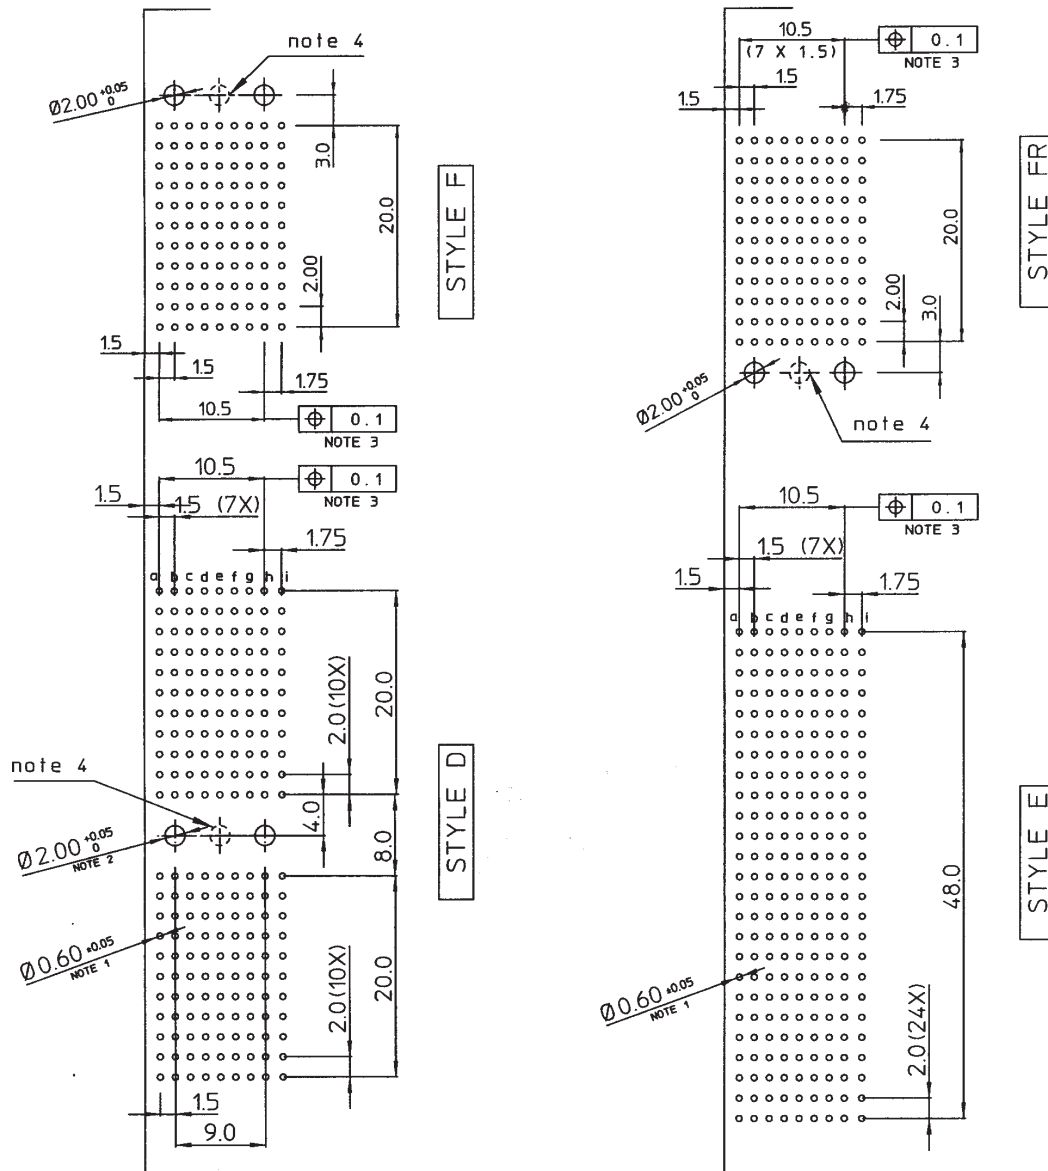 note 4
Ø2.00 +0.05 0
3.0
20.0
2.00
1.5
1.5
1.75
10.5
0.1
NOTE 3
STYLE F
10.5
0.1
NOTE 3
1.5
1.5 (7X)
1.75
a b c d e f g h i
2.0(10X)
20.0
note 4
4.0
8.0
Ø2.00 +0.05 0
NOTE 2
Ø0.60 ±0.05
NOTE 1
2.0(10X)
20.0
1.5
9.0
STYLE D
10.5
(7 X 1.5)
0.1
NOTE 3
1.5
1.5
1.75
20.0
2.00
3.0
Ø2.00 +0.05 0
note 4
STYLE FR
10.5
0.1
NOTE 3
1.5 (7X)
1.5
1.75
a b c d e f g h i
48.0
Ø0.60 ±0.05
NOTE 1
2.0(24X)
STYLE E